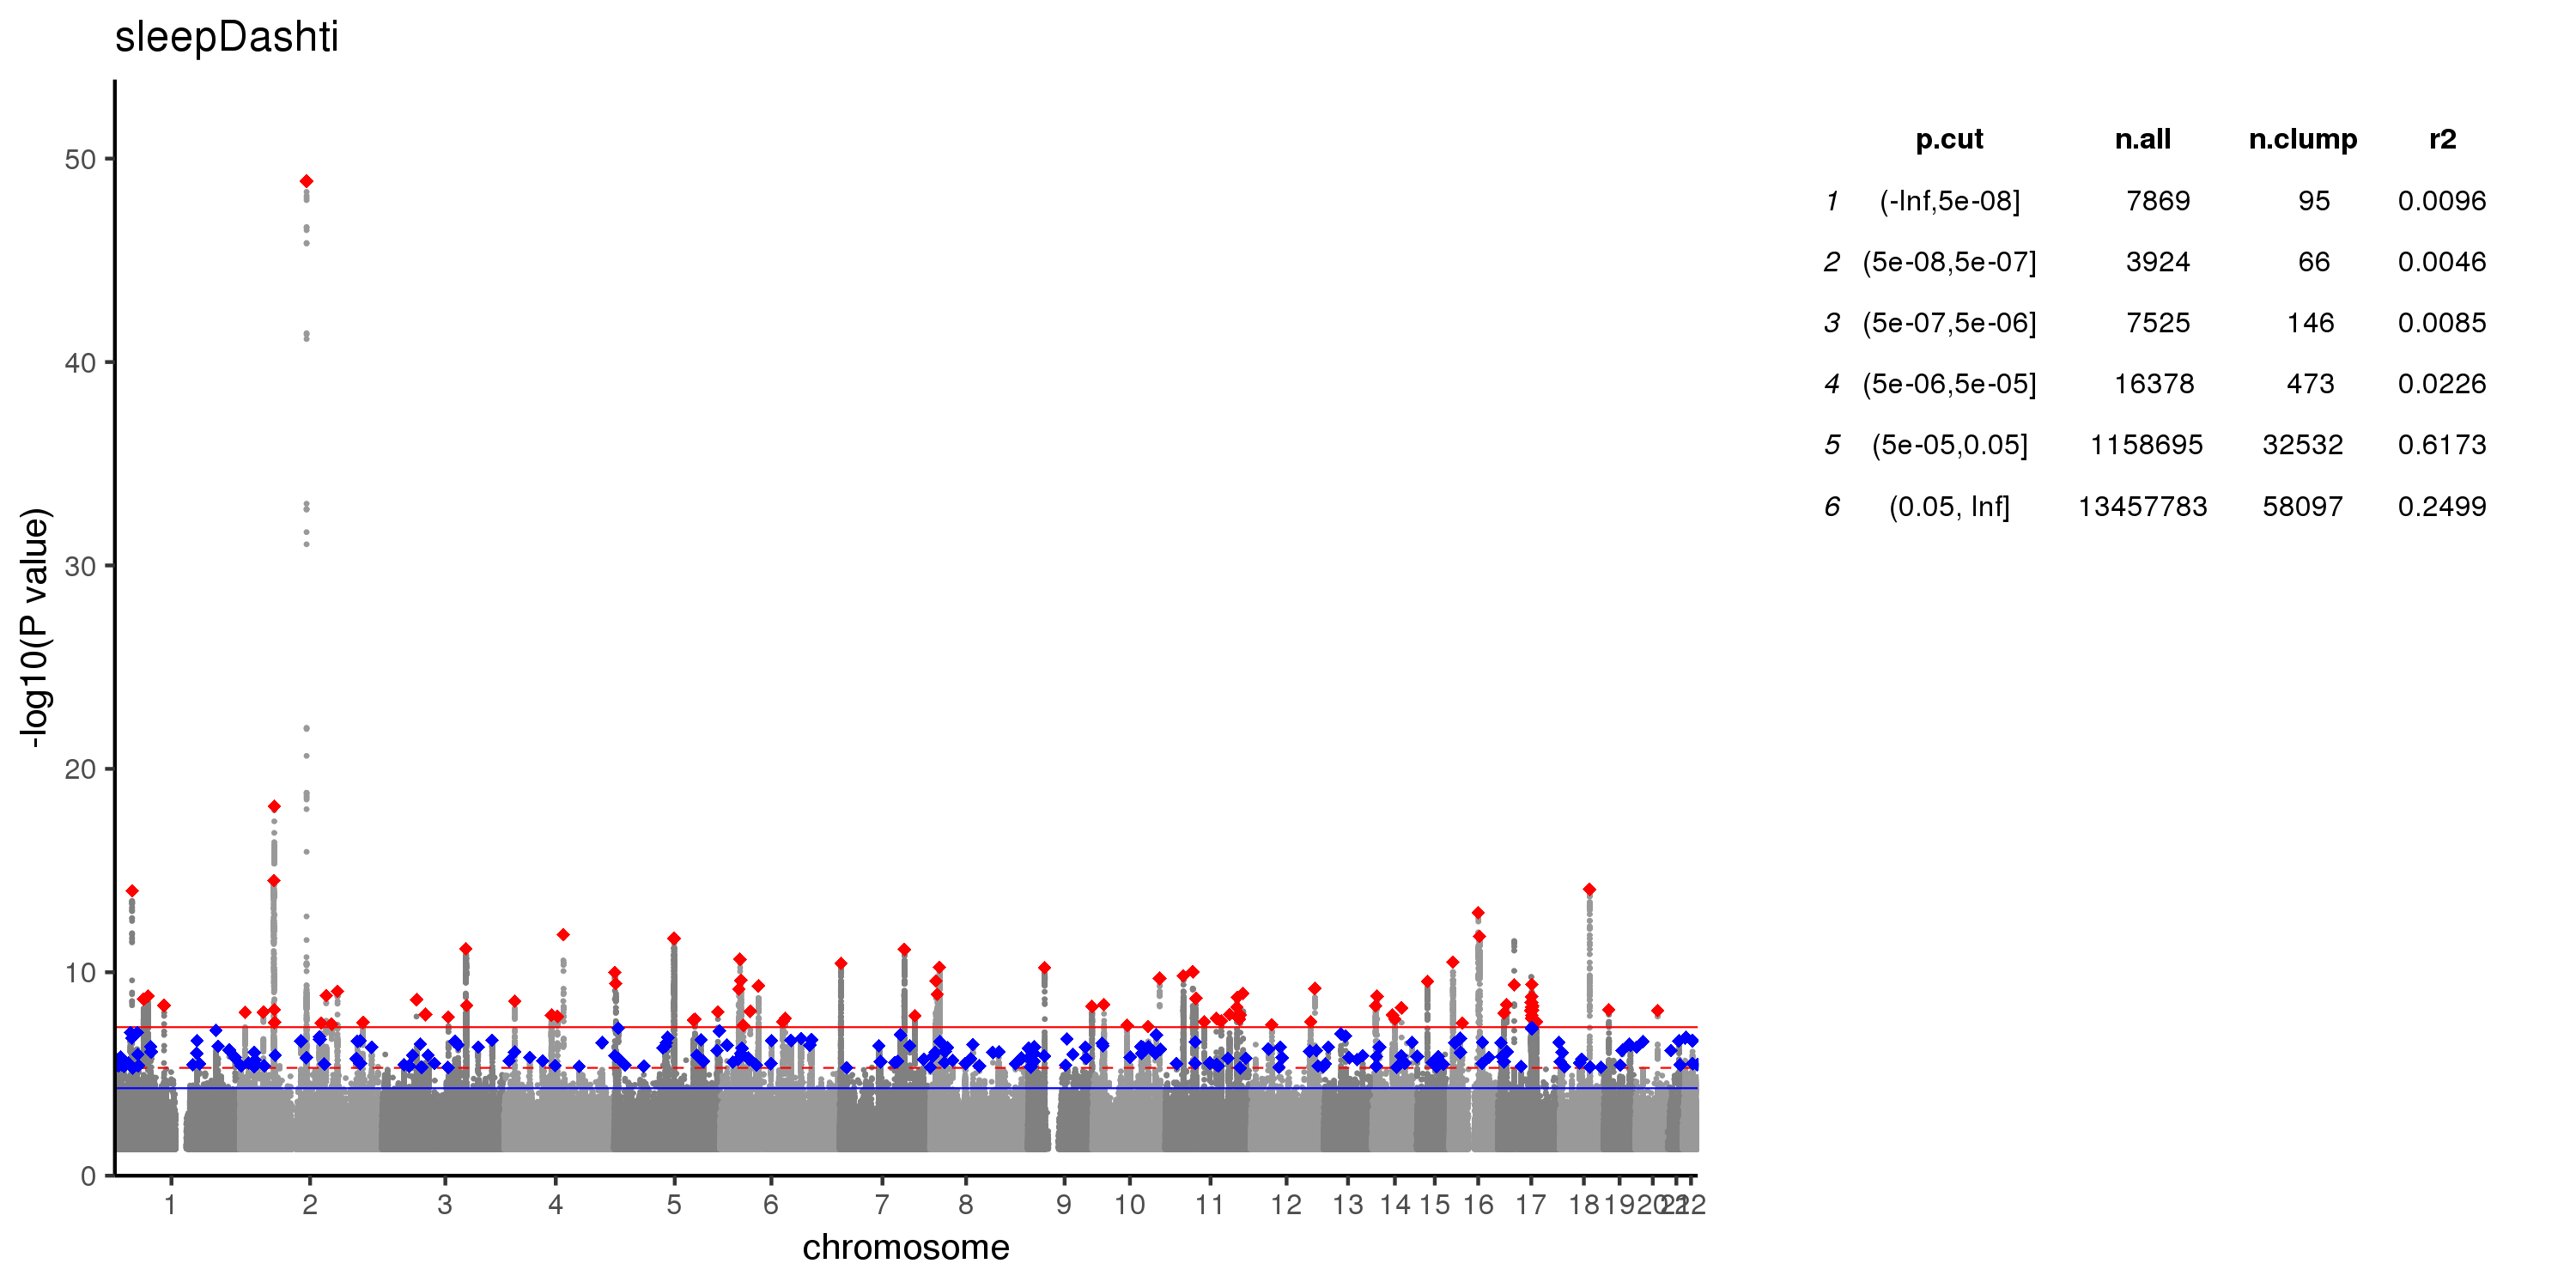 sleepDashti
p.cut n.all n.clump r2
1 (-Inf,5e-08] 7869 95 0.0096
2 (5e-08,5e-07] 3924 66 0.0046
3 (5e-07,5e-06] 7525 146 0.0085
4 (5e-06,5e-05] 16378 473 0.0226
5 (5e-05,0.05] 1158695 32532 0.6173
6 (0.05, Inf] 13457783 58097 0.2499
-log10(P value)
50
40
30
20
10
0
1 2 3 4 5 6 7 8 9 10 11 12 13 14 15 16 17 18 19 20 21 22
chromosome